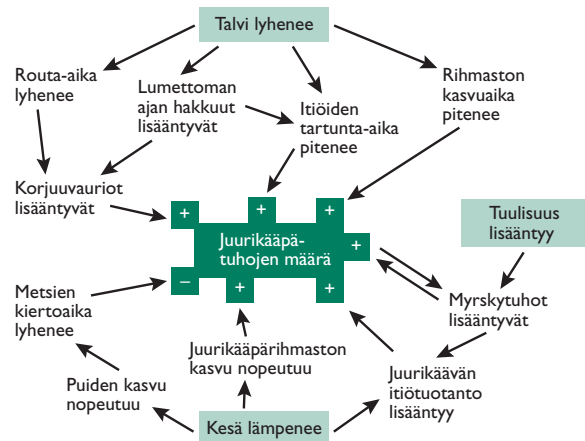 Talvi lyhenee
Routa-aika
lyhenee
Lumettoman
ajan hakkuut
lisääntyvät
Itiöiden
tartunta-aika
pitenee
Rihmaston
kasvuaika
pitenee
Korjuuvauriot
lisääntyvät
+
+
+
Juurikääpä-
tuhojen määrä
+
–
+
+
Tuulisuus
lisääntyy
Metsien
kiertoaika
lyhenee
Myrskytuhot
lisääntyvät
Puiden kasvu
nopeutuu
Juurikääpärihmaston
kasvu nopeutuu
Juurikäävän
itiötuotanto
lisääntyy
Kesä lämpenee